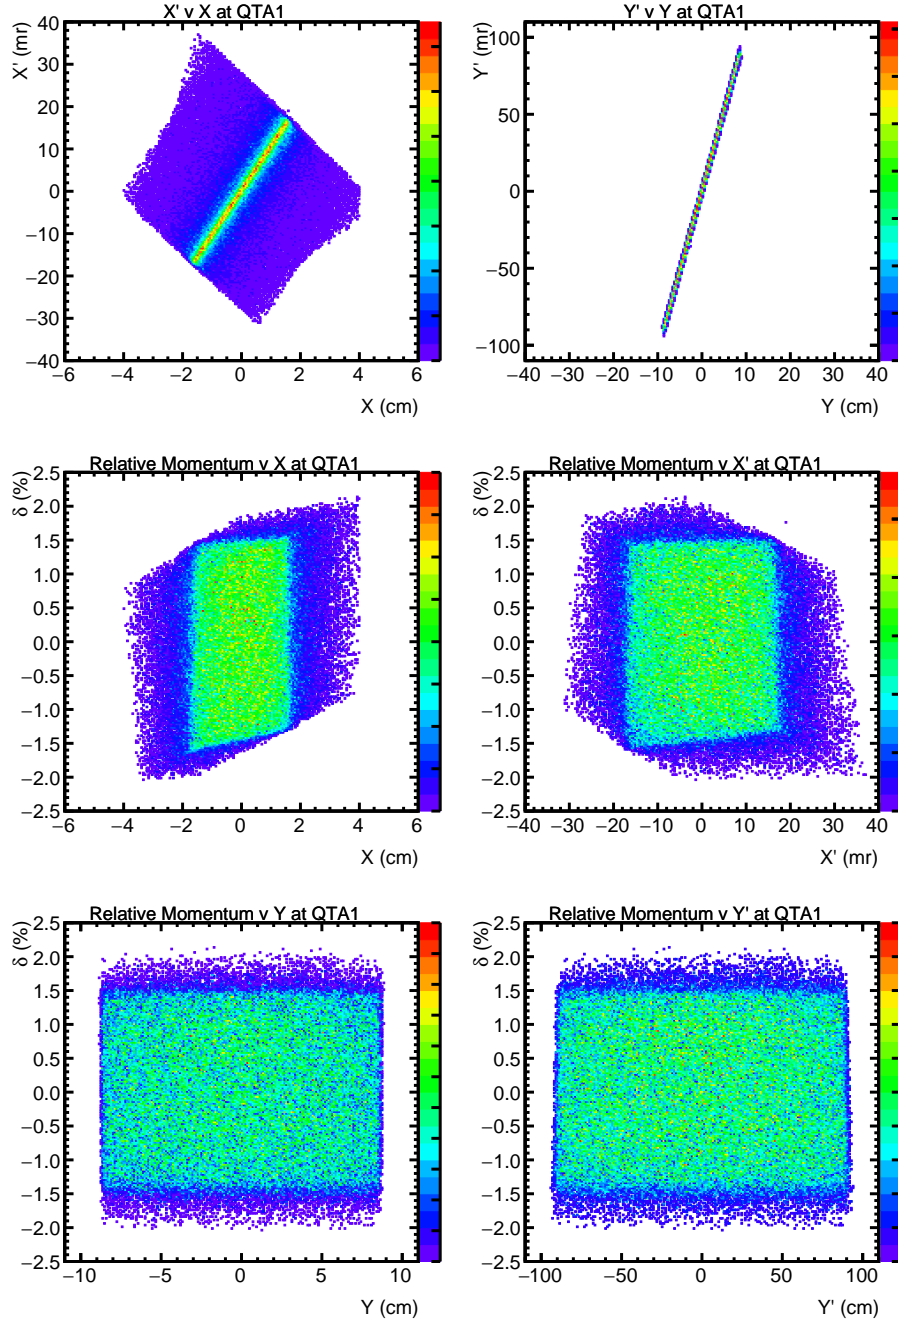 X' v X at QTA1
X' (mr)
40
30
20
10
0
−10
−20
−30
−40
−6 −4 −2 0 2 4 6
X (cm)
Y' v Y at QTA1
Y' (mr)
100
50
0
−50
−100
−40 −30 −20 −10 0 10 20 30 40
Y (cm)
Relative Momentum v X at QTA1
δ (%)
2.5
2.0
1.5
1.0
0.5
0.0
−0.5
−1.0
−1.5
−2.0
−2.5
−6 −4 −2 0 2 4 6
X (cm)
Relative Momentum v X' at QTA1
δ (%)
2.5
2.0
1.5
1.0
0.5
0.0
−0.5
−1.0
−1.5
−2.0
−2.5
−40 −30 −20 −10 0 10 20 30 40
X' (mr)
Relative Momentum v Y at QTA1
δ (%)
2.5
2.0
1.5
1.0
0.5
0.0
−0.5
−1.0
−1.5
−2.0
−2.5
−10 −5 0 5 10
Y (cm)
Relative Momentum v Y' at QTA1
δ (%)
2.5
2.0
1.5
1.0
0.5
0.0
−0.5
−1.0
−1.5
−2.0
−2.5
−100 −50 0 50 100
Y' (cm)